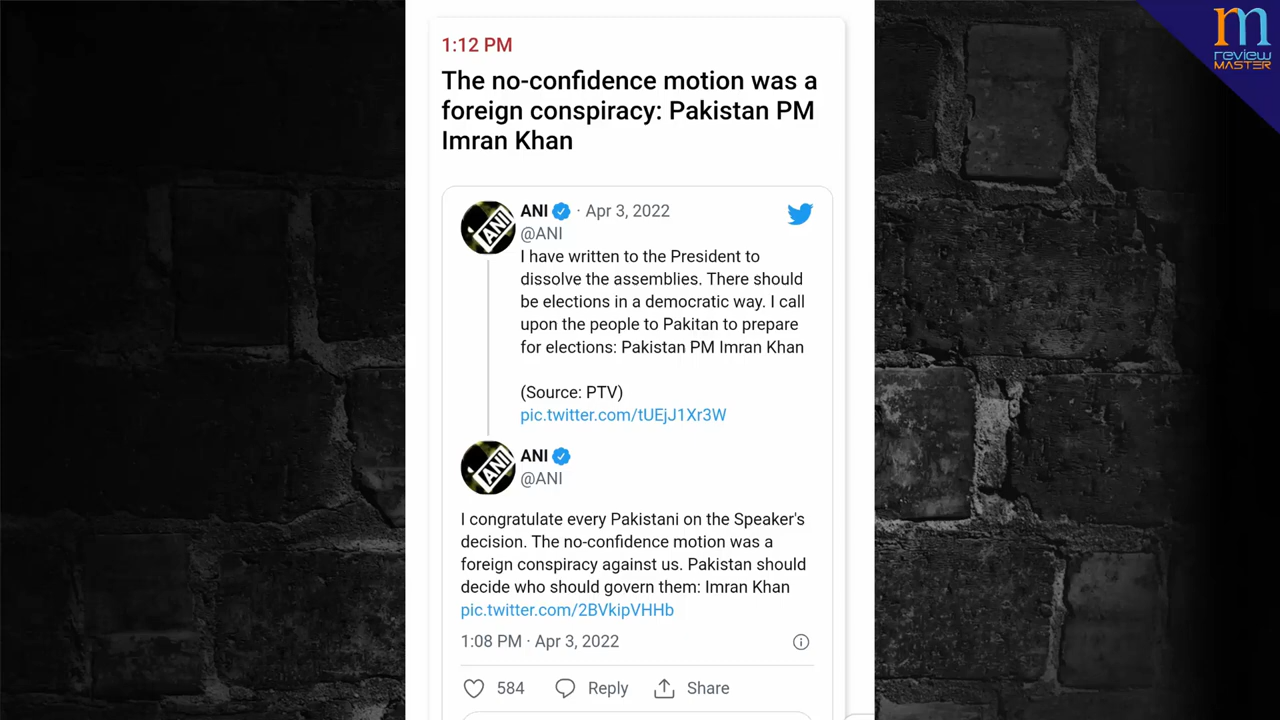 m
review
MASTER
1:12 PM
The no-confidence motion was a
foreign conspiracy: Pakistan PM
Imran Khan
ANI
ANI · Apr 3, 2022
@ANI
I have written to the President to
dissolve the assemblies. There should
be elections in a democratic way. I call
upon the people to Pakitan to prepare
for elections: Pakistan PM Imran Khan
(Source: PTV)
pic.twitter.com/tUEjJ1Xr3W
ANI
ANI
@ANI
I congratulate every Pakistani on the Speaker's
decision. The no-confidence motion was a
foreign conspiracy against us. Pakistan should
decide who should govern them: Imran Khan
pic.twitter.com/2BVkipVHHb
1:08 PM · Apr 3, 2022
584 Reply Share